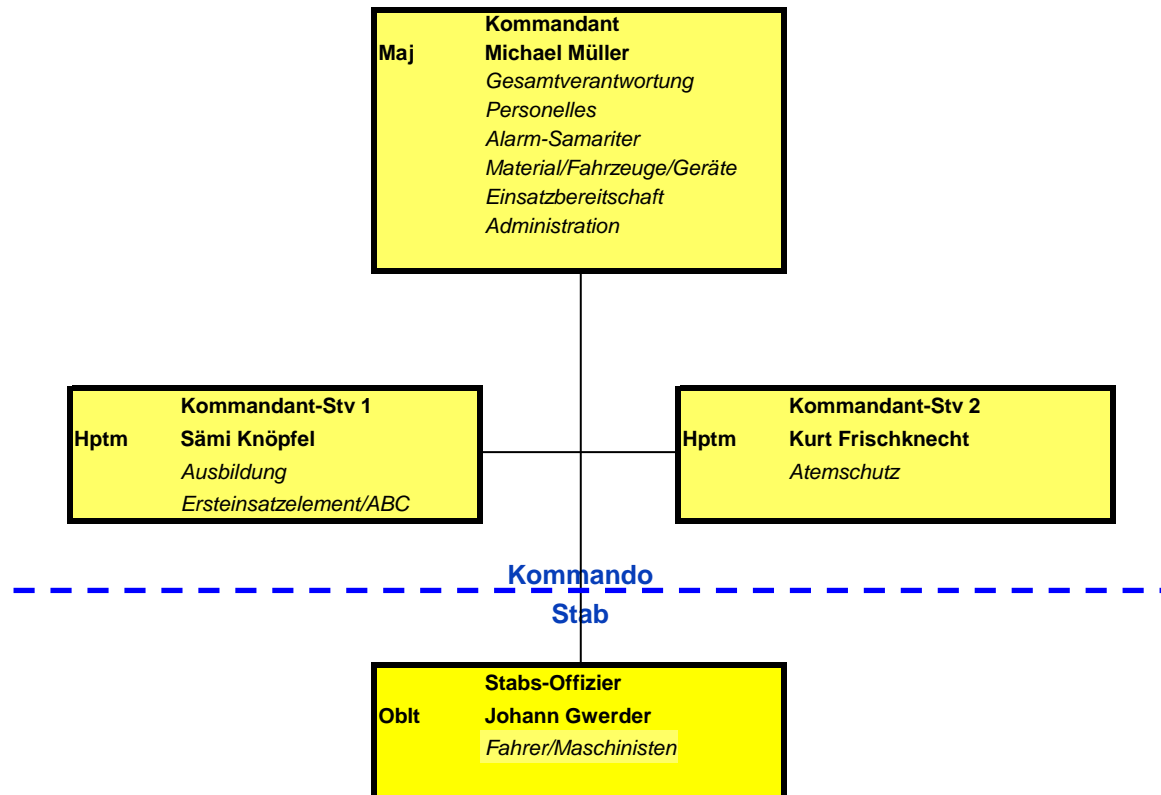 Kommandant
Maj Michael Müller
Gesamtverantwortung
Personelles
Alarm-Samariter
Material/Fahrzeuge/Geräte
Einsatzbereitschaft
Administration
Kommandant-Stv 1
Hptm Sämi Knöpfel
Ausbildung
Ersteinsatzelement/ABC
Kommandant-Stv 2
Hptm Kurt Frischknecht
Atemschutz
Kommando
Stab
Stabs-Offizier
Oblt Johann Gwerder
Fahrer/Maschinisten